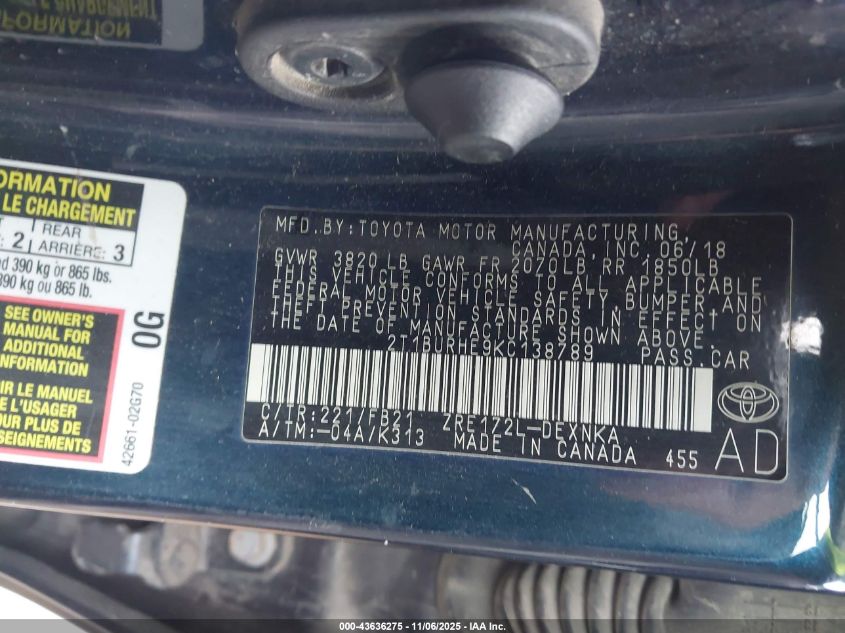 INFORMATION
ORMATION
LE CHARGEMENT
2
REAR
ARRIÈRE: 3
d 390 kg or 865 lbs.
390 kg ou 865 lb.
SEE OWNER'S
MANUAL FOR
ADDITIONAL
INFORMATION
IR LE MANUEL
L'USAGER
OUR PLUS DE
SEIGNEMENTS
0G
42661-02G70
MFD.BY:TOYOTA MOTOR MANUFACTURING,
CANADA, INC. 06/18
GVWR 3820 LB GAWR FR 2070LB RR 1850LB
THIS VEHICLE CONFORMS TO ALL APPLICABLE
FEDERAL MOTOR VEHICLE SAFETY, BUMPER, AND
THEFT PREVENTION STANDARDS IN EFFECT ON
THE DATE OF MANUFACTURE SHOWN ABOVE.
2T1BURHE9KC138789 PASS.CAR
C/TR:221/FB21 ZRE172L-DEXNKA
A/TM:-04A/K313 MADE IN CANADA 455
AD
000-43636275 - 11/06/2025 - IAA Inc.